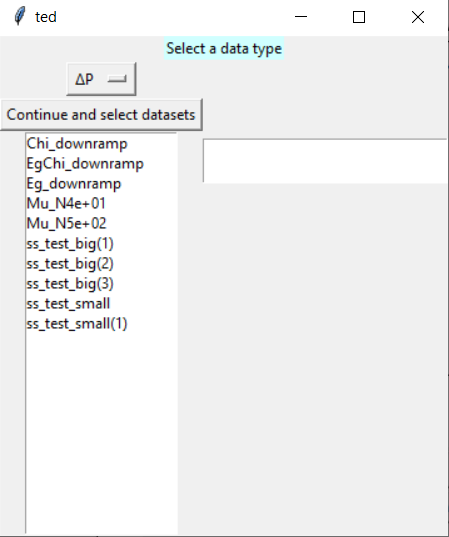 ted
Select a data type
ΔP
Continue and select datasets
Chi_downramp
EgChi_downramp
Eg_downramp
Mu_N4e+01
Mu_N5e+02
ss_test_big(1)
ss_test_big(2)
ss_test_big(3)
ss_test_small
ss_test_small(1)